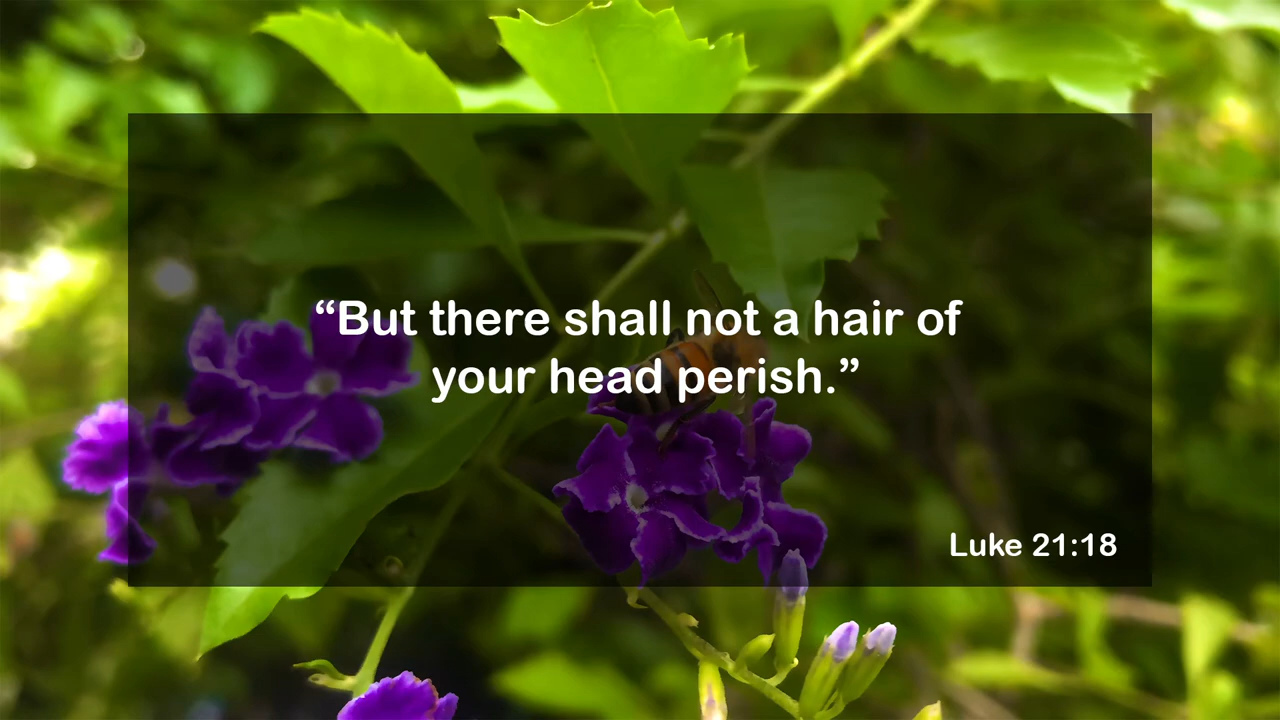 “But there shall not a hair of
your head perish.”
Luke 21:18